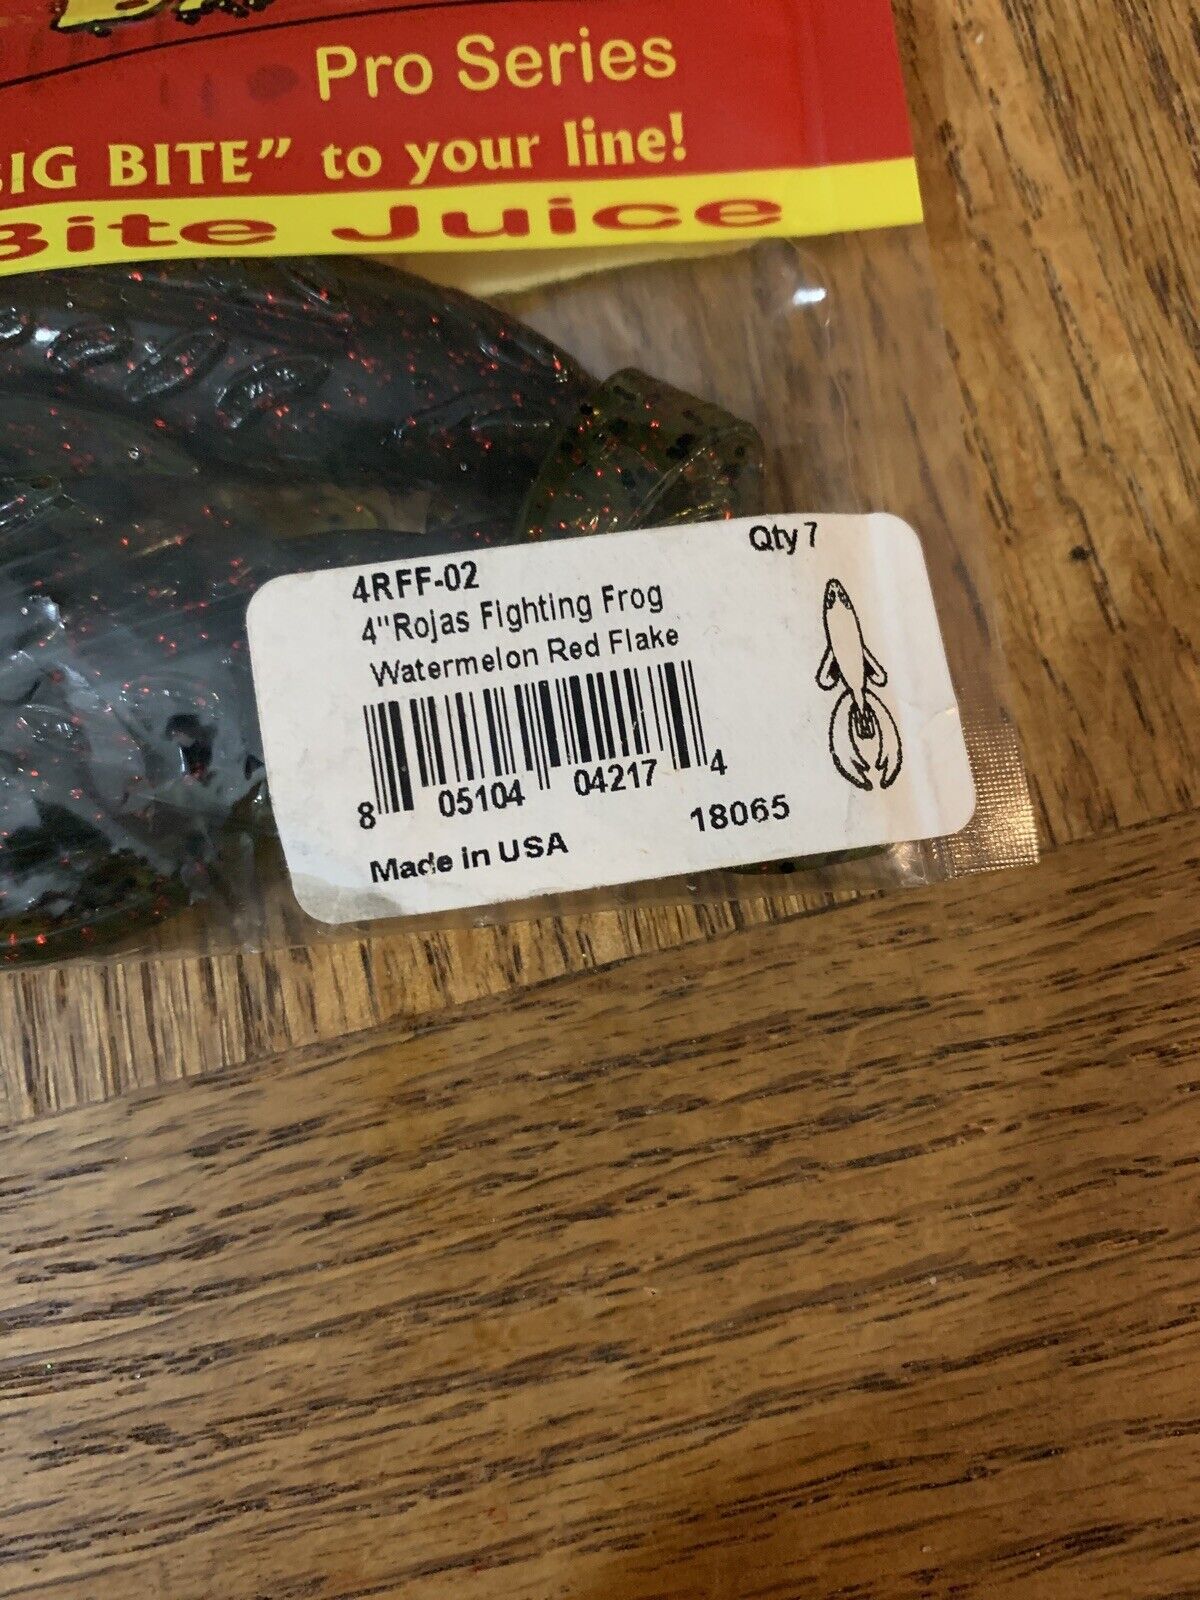 Pro Series
BITE" to your line!
Bite Juice
Qty 7
4RFF-02
4"Rojas Fighting Frog
Watermelon Red Flake
8 05104 04217 4
Made in USA 18065